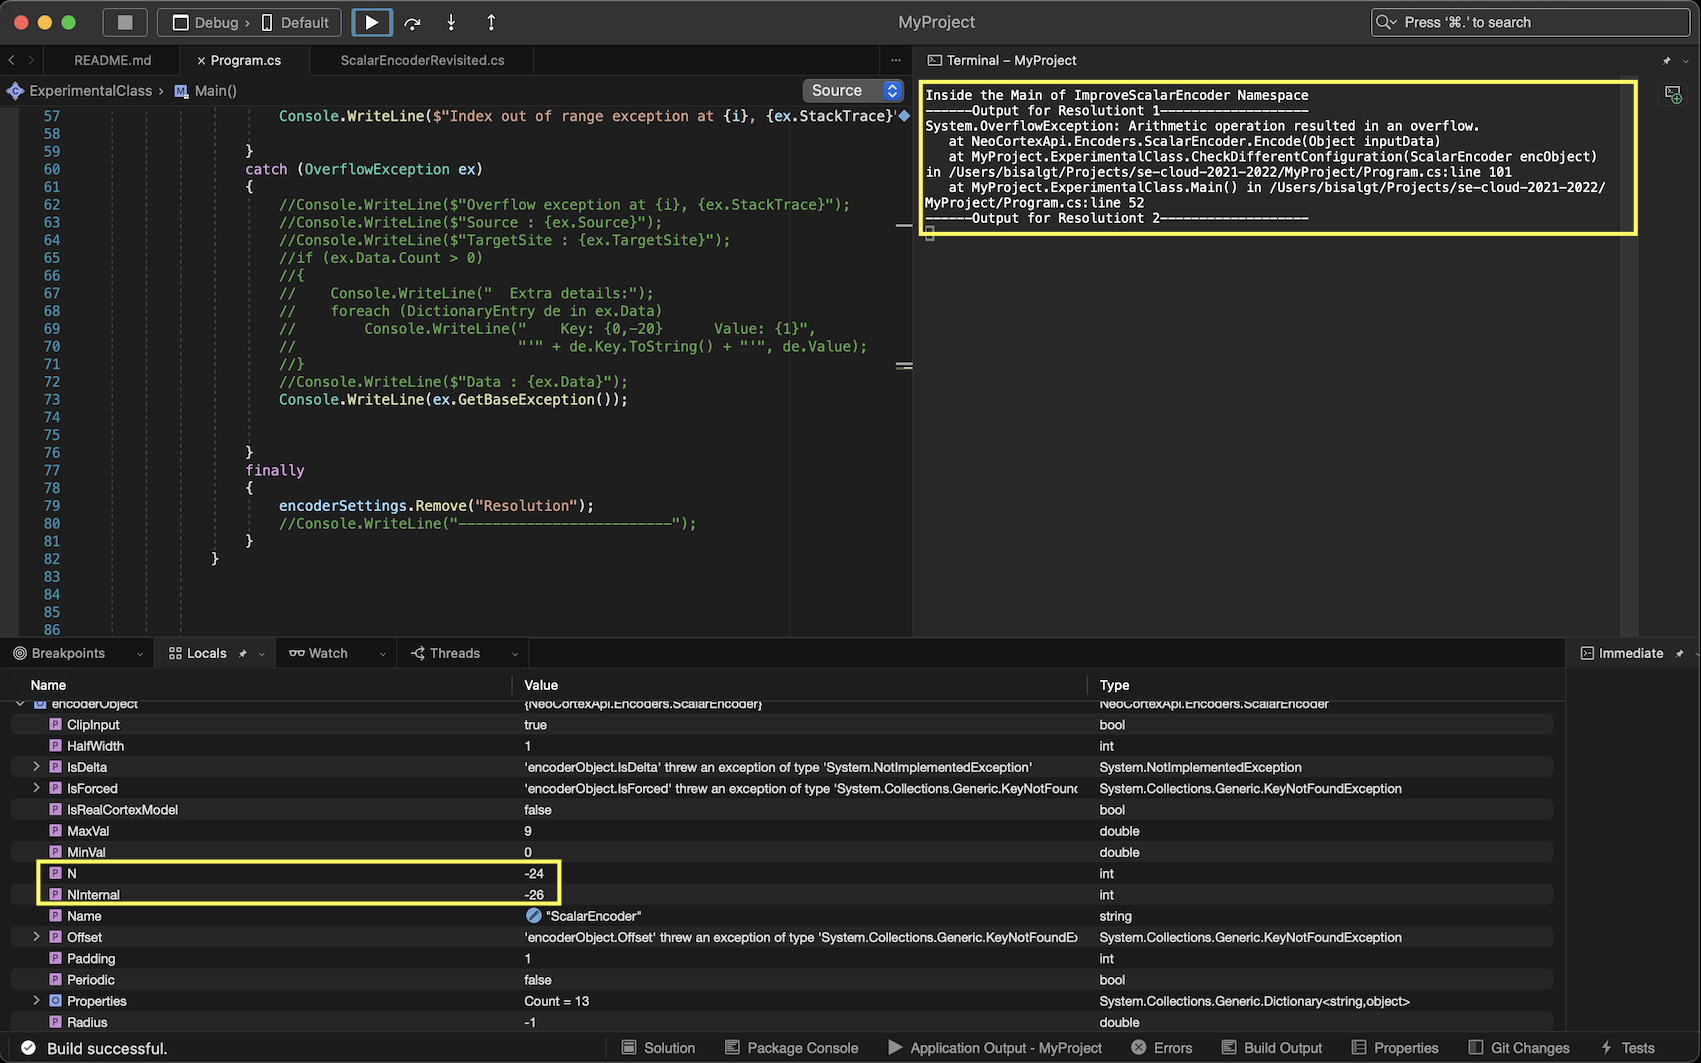 Debug › Default
MyProject
Press '⌘.' to search
README.md
× Program.cs
ScalarEncoderRevisited.cs
ExperimentalClass › Main()
Source
57 Console.WriteLine($"Index out of range exception at {i}, {ex.StackTrace}"
58
59 }
60 catch (OverflowException ex)
61 {
62 //Console.WriteLine($"Overflow exception at {i}, {ex.StackTrace}");
63 //Console.WriteLine($"Source : {ex.Source}");
64 //Console.WriteLine($"TargetSite : {ex.TargetSite}");
65 //if (ex.Data.Count > 0)
66 //{
67 //    Console.WriteLine("  Extra details:");
68 //    foreach (DictionaryEntry de in ex.Data)
69 //        Console.WriteLine("    Key: {0,-20}      Value: {1}",
70 //                          "'" + de.Key.ToString() + "'", de.Value);
71 //}
72 //Console.WriteLine($"Data : {ex.Data}");
73 Console.WriteLine(ex.GetBaseException());
74
75
76 }
77 finally
78 {
79 encoderSettings.Remove("Resolution");
80 //Console.WriteLine("-------------------------");
81 }
82 }
83
84
85
86
Terminal – MyProject
Inside the Main of ImproveScalarEncoder Namespace
------Output for Resolutiont 1-------------------
System.OverflowException: Arithmetic operation resulted in an overflow.
   at NeoCortexApi.Encoders.ScalarEncoder.Encode(Object inputData)
   at MyProject.ExperimentalClass.CheckDifferentConfiguration(ScalarEncoder encObject)
in /Users/bisalgt/Projects/se-cloud-2021-2022/MyProject/Program.cs:line 101
   at MyProject.ExperimentalClass.Main() in /Users/bisalgt/Projects/se-cloud-2021-2022/
MyProject/Program.cs:line 52
------Output for Resolutiont 2-------------------
Breakpoints
Locals
Watch
Threads
Immediate
Name Value Type
encoderObject {NeoCortexApi.Encoders.ScalarEncoder} NeoCortexApi.Encoders.ScalarEncoder
P ClipInput true bool
P HalfWidth 1 int
P IsDelta 'encoderObject.IsDelta' threw an exception of type 'System.NotImplementedException' System.NotImplementedException
P IsForced 'encoderObject.IsForced' threw an exception of type 'System.Collections.Generic.KeyNotFounc System.Collections.Generic.KeyNotFoundException
P IsRealCortexModel false bool
P MaxVal 9 double
P MinVal 0 double
P N -24 int
P NInternal -26 int
P Name "ScalarEncoder" string
P Offset 'encoderObject.Offset' threw an exception of type 'System.Collections.Generic.KeyNotFoundEx System.Collections.Generic.KeyNotFoundException
P Padding 1 int
P Periodic false bool
Properties Count = 13 System.Collections.Generic.Dictionary<string,object>
P Radius -1 double
Build successful.
Solution
Package Console
Application Output - MyProject
Errors
Build Output
Properties
Git Changes
Tests